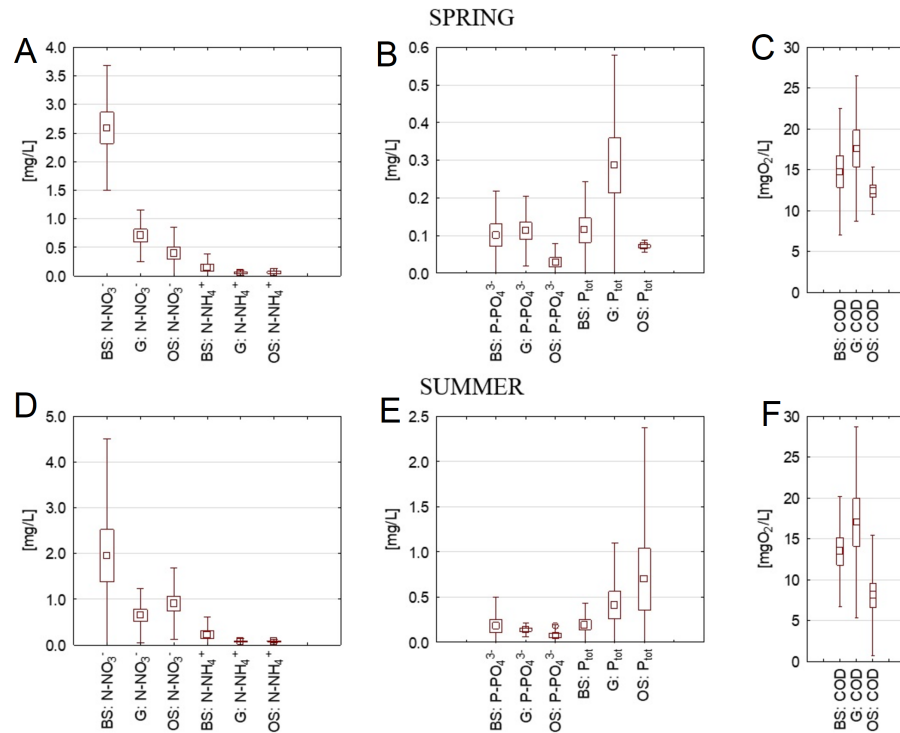 SPRING
A
B
C
4.0
3.5
3.0
2.5
2.0
1.5
1.0
0.5
0.0
[mg/L]
BS: N-NO₃⁻
G: N-NO₃⁻
OS: N-NO₃⁻
BS: N-NH₄⁺
G: N-NH₄⁺
OS: N-NH₄⁺
0.6
0.5
0.4
0.3
0.2
0.1
0.0
[mg/L]
BS: P-PO₄³⁻
G: P-PO₄³⁻
OS: P-PO₄³⁻
BS: Pₜₒₜ
G: Pₜₒₜ
OS: Pₜₒₜ
30
25
20
15
10
5
0
[mgO₂/L]
BS: COD
G: COD
OS: COD
SUMMER
D
E
F
5.0
4.0
3.0
2.0
1.0
0.0
[mg/L]
BS: N-NO₃⁻
G: N-NO₃⁻
OS: N-NO₃⁻
BS: N-NH₄⁺
G: N-NH₄⁺
OS: N-NH₄⁺
2.5
2.0
1.5
1.0
0.5
0.0
[mg/L]
BS: P-PO₄³⁻
G: P-PO₄³⁻
OS: P-PO₄³⁻
BS: Pₜₒₜ
G: Pₜₒₜ
OS: Pₜₒₜ
30
25
20
15
10
5
0
[mgO₂/L]
BS: COD
G: COD
OS: COD